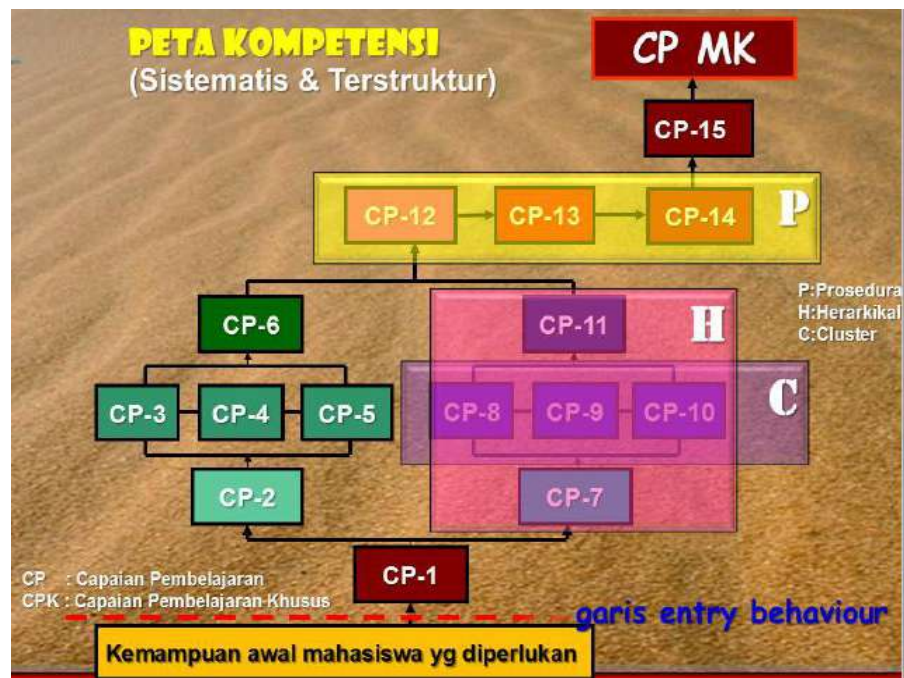 PETA KOMPETENSI
(Sistematis & Terstruktur)
CP MK
CP-15
CP-12
CP-13
CP-14
P
P:Prosedura
H:Herarkikal
C:Cluster
CP-6
CP-11
H
CP-3
CP-4
CP-5
CP-8
CP-9
CP-10
C
CP-2
CP-7
CP-1
CP : Capaian Pembelajaran
CPK : Capaian Pembelajaran Khusus
garis entry behaviour
Kemampuan awal mahasiswa yg diperlukan